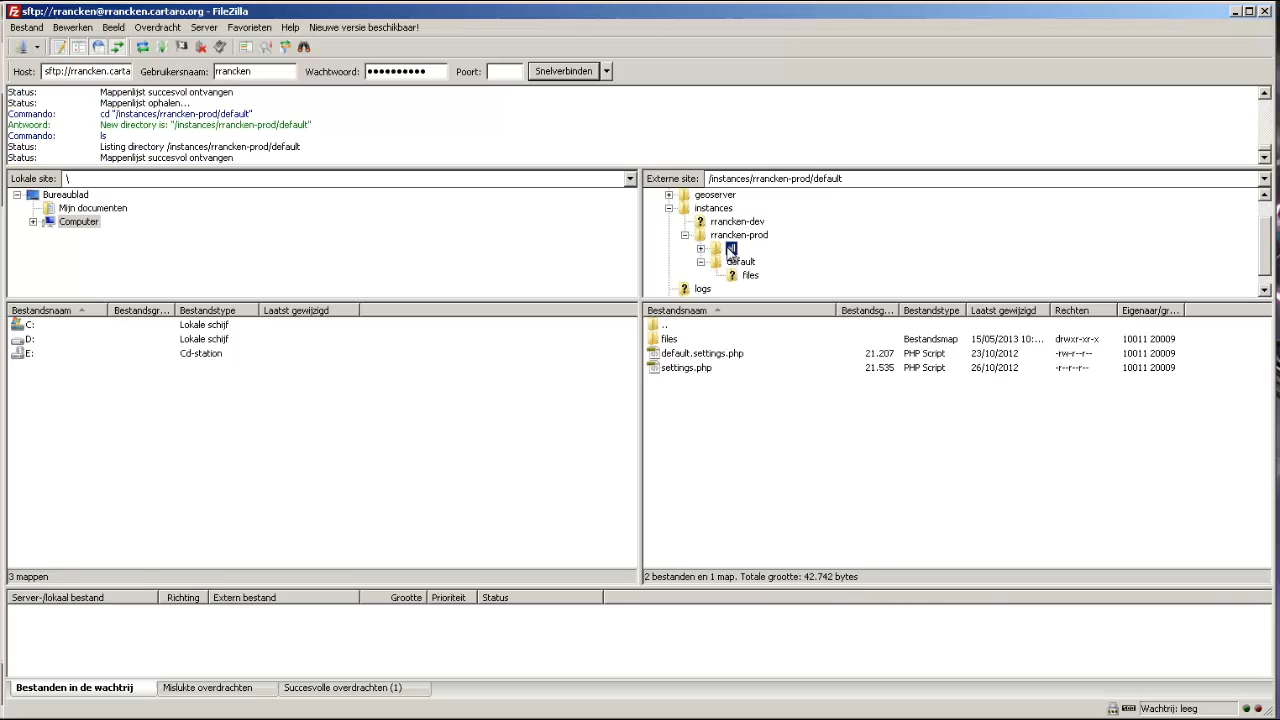 sftp://rrancken@rrancken.cartaro.org - FileZilla
Bestand Bewerken Beeld Overdracht Server Favorieten Help Nieuwe versie beschikbaar!
Host: sftp://rrancken.carta Gebruikersnaam: rrancken Wachtwoord: ●●●●●●●●●● Poort: Snelverbinden
Status: Mappenlijst succesvol ontvangen
Status: Mappenlijst ophalen...
Commando: cd "/instances/rrancken-prod/default"
Antwoord: New directory is: "/instances/rrancken-prod/default"
Commando: ls
Status: Listing directory /instances/rrancken-prod/default
Status: Mappenlijst succesvol ontvangen
Lokale site: \
Externe site: /instances/rrancken-prod/default
Bureaublad
Mijn documenten
Computer
geoserver
instances
rrancken-dev
rrancken-prod
default
files
logs
Bestandsnaam Bestandsgr... Bestandstype Laatst gewijzigd
C: Lokale schijf
D: Lokale schijf
E: Cd-station
3 mappen
Bestandsnaam Bestandsg... Bestandstype Laatst gewijzigd Rechten Eigenaar/gr...
..
files Bestandsmap 15/05/2013 10:... drwxr-xr-x 10011 20009
default.settings.php 21.207 PHP Script 23/10/2012 -rw-r--r-- 10011 20009
settings.php 21.535 PHP Script 26/10/2012 -r--r--r-- 10011 20009
2 bestanden en 1 map. Totale grootte: 42.742 bytes
Server-/lokaal bestand Richting Extern bestand Grootte Prioriteit Status
Bestanden in de wachtrij Mislukte overdrachten Succesvolle overdrachten (1)
Wachtrij: leeg